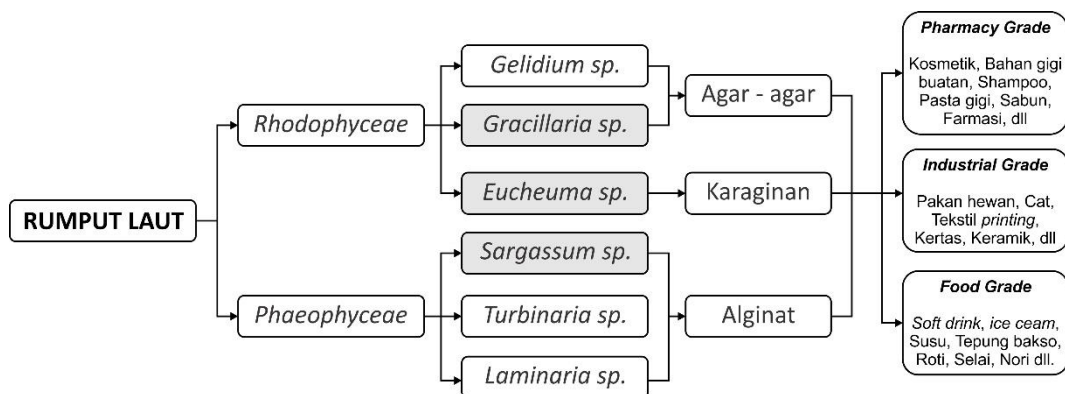 RUMPUT LAUT
Rhodophyceae
Phaeophyceae
Gelidium sp.
Gracillaria sp.
Eucheuma sp.
Sargassum sp.
Turbinaria sp.
Laminaria sp.
Agar - agar
Karaginan
Alginat
Pharmacy Grade
Kosmetik, Bahan gigi
buatan, Shampoo,
Pasta gigi, Sabun,
Farmasi, dll
Industrial Grade
Pakan hewan, Cat,
Tekstil printing,
Kertas, Keramik, dll
Food Grade
Soft drink, ice ceam,
Susu, Tepung bakso,
Roti, Selai, Nori dll.